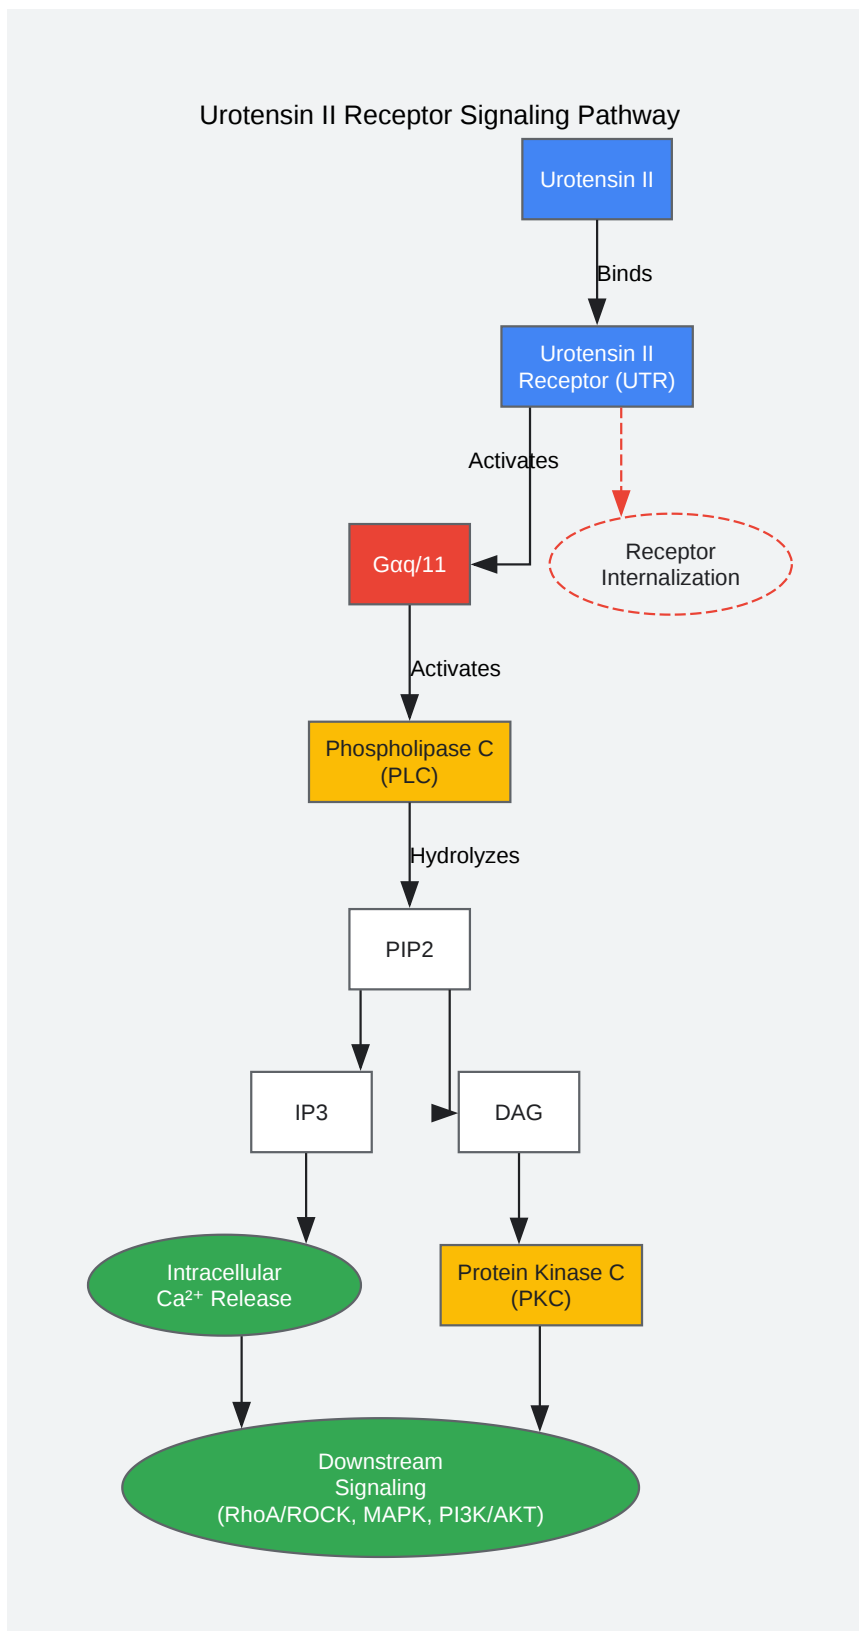 Urotensin II Receptor Signaling Pathway
Urotensin II
Binds
Urotensin II
Receptor (UTR)
Activates
Gαq/11
Receptor
Internalization
Activates
Phospholipase C
(PLC)
Hydrolyzes
PIP2
IP3
DAG
Intracellular
Ca²⁺ Release
Protein Kinase C
(PKC)
Downstream
Signaling
(RhoA/ROCK, MAPK, PI3K/AKT)